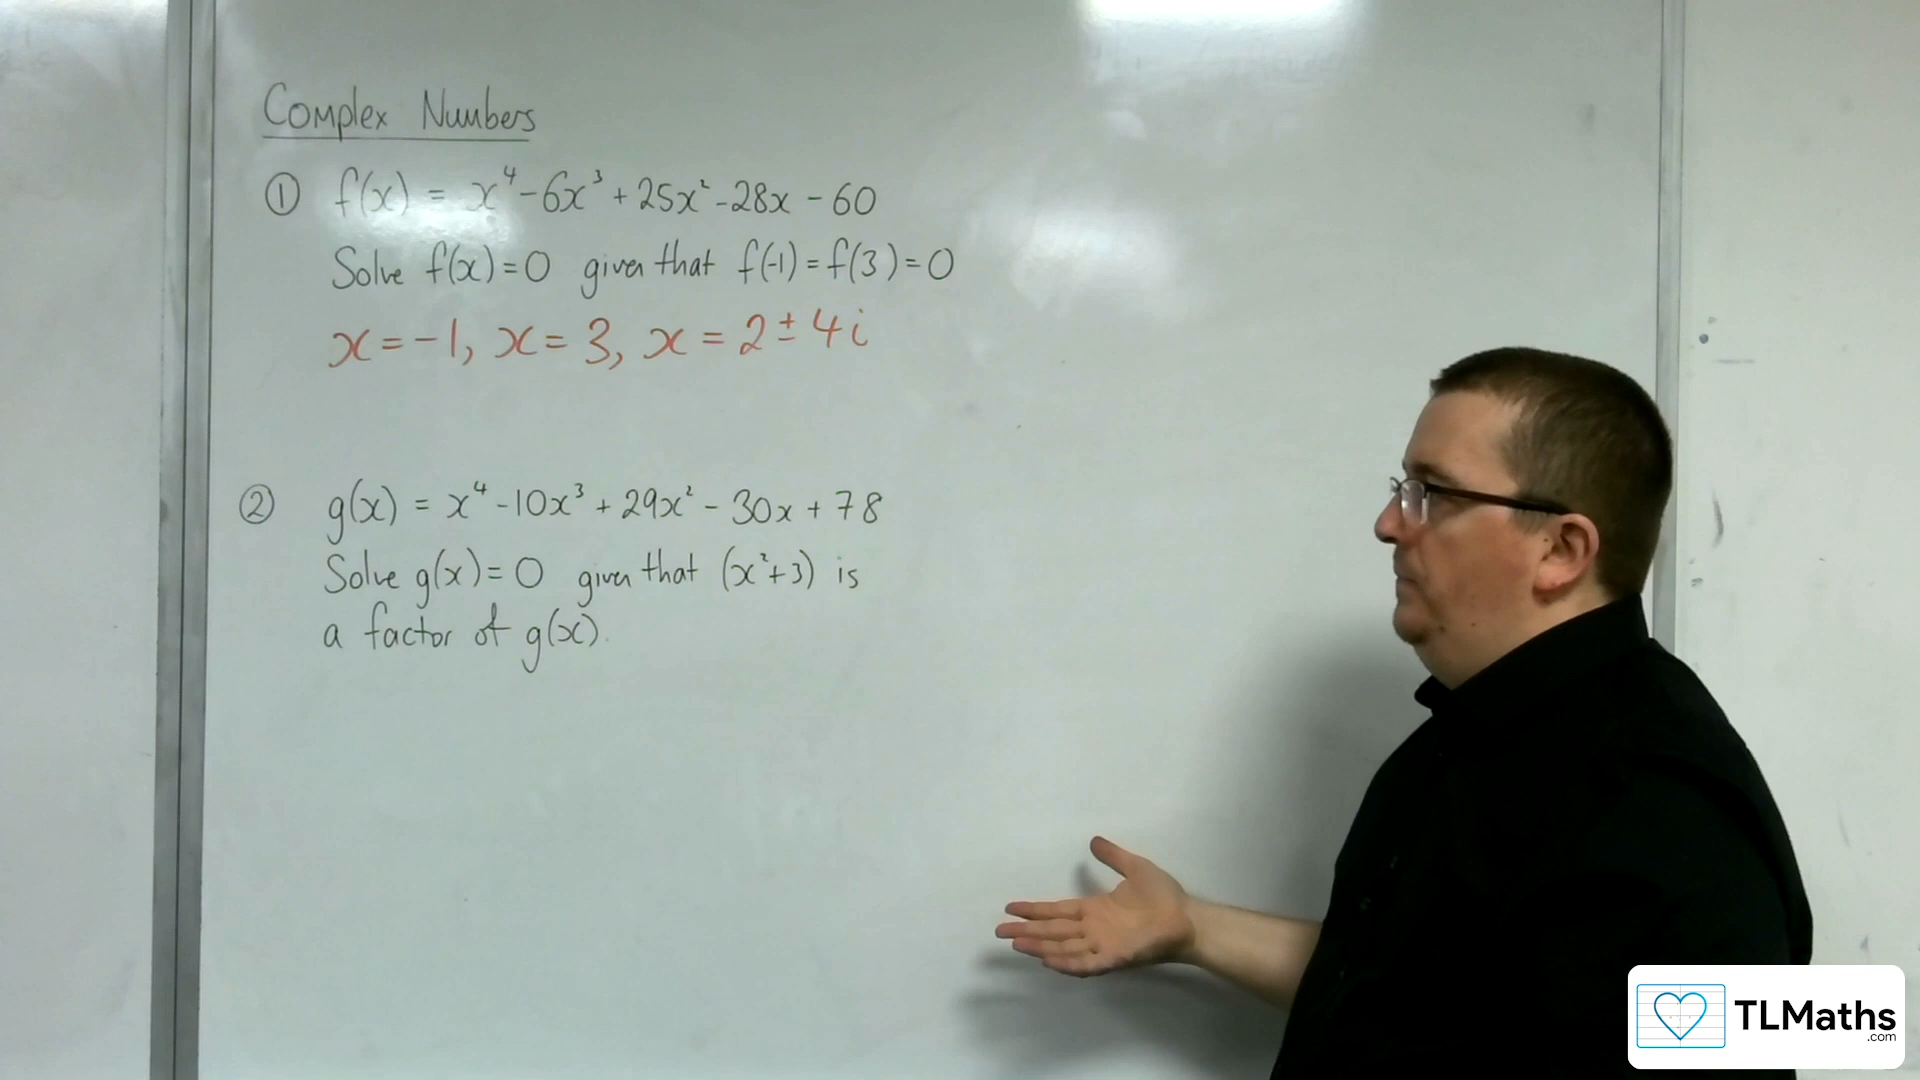 Complex Numbers
① f(x) = x⁴ - 6x³ + 25x² - 28x - 60
Solve f(x) = 0 given that f(-1) = f(3) = 0
x = -1, x = 3, x = 2 ± 4i
② g(x) = x⁴ - 10x³ + 29x² - 30x + 78
Solve g(x) = 0 given that (x² + 3) is
a factor of g(x).
TLMaths
.com